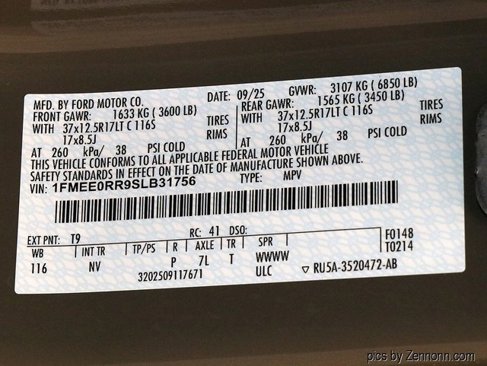 MFD. BY FORD MOTOR CO. DATE: 09/25 GVWR: 3107 KG (6850 LB)
FRONT GAWR: 1633 KG (3600 LB) REAR GAWR: 1565 KG (3450 LB)
WITH 37x12.5R17LT C 116S TIRES WITH 37x12.5R17LT C 116S TIRES
17x8.5J RIMS 17x8.5J RIMS
AT 260 kPa/ 38 PSI COLD AT 260 kPa/ 38 PSI COLD
THIS VEHICLE CONFORMS TO ALL APPLICABLE FEDERAL MOTOR VEHICLE
SAFETY STANDARDS IN EFFECT ON THE DATE OF MANUFACTURE SHOWN ABOVE.
VIN: 1FMEE0RR9SLB31756 TYPE: MPV
EXT PNT: T9 RC: 41 DSO: F0148
WB INT TR TP/PS R AXLE TR SPR T0214
116 NV P 7L T WWWW
3202509117671 ULC ▽ RU5A-3520472-AB
pics by Zennonn.com